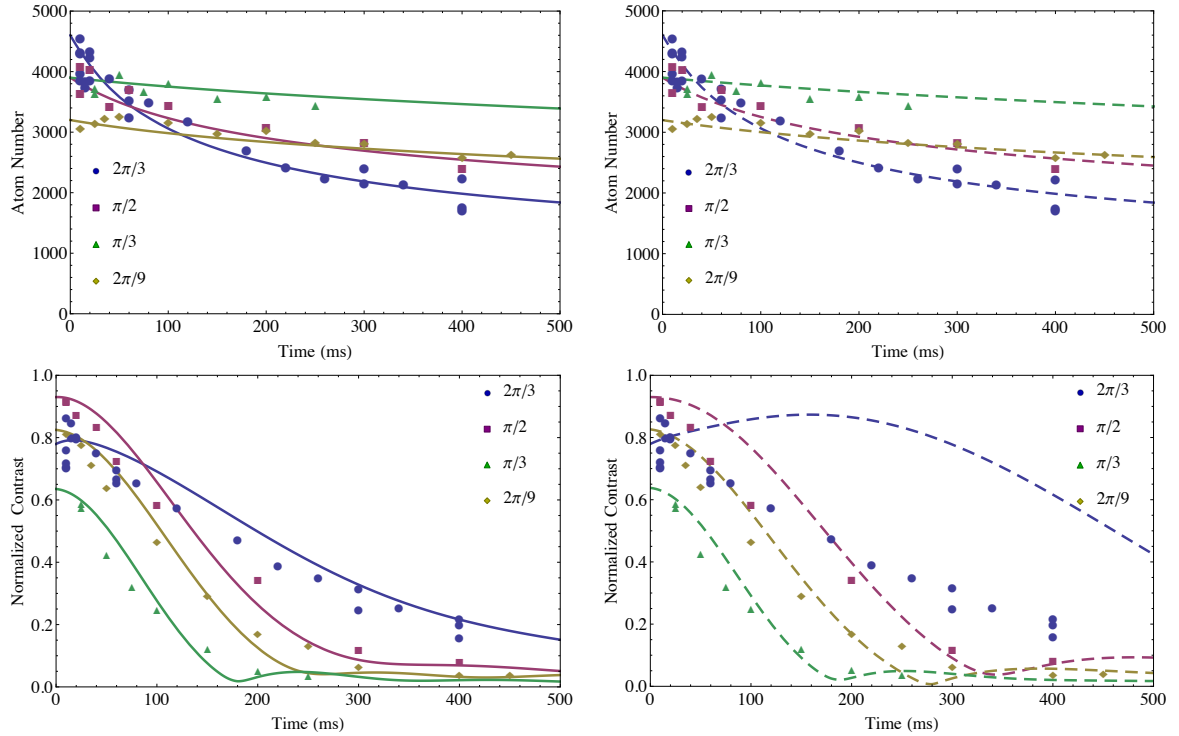 Atom Number
5000
4000
3000
2000
1000
0
2π/3
π/2
π/3
2π/9
0 100 200 300 400 500
Time (ms)
Atom Number
5000
4000
3000
2000
1000
0
2π/3
π/2
π/3
2π/9
0 100 200 300 400 500
Time (ms)
Normalized Contrast
1.0
0.8
0.6
0.4
0.2
0.0
2π/3
π/2
π/3
2π/9
0 100 200 300 400 500
Time (ms)
Normalized Contrast
1.0
0.8
0.6
0.4
0.2
0.0
2π/3
π/2
π/3
2π/9
0 100 200 300 400 500
Time (ms)